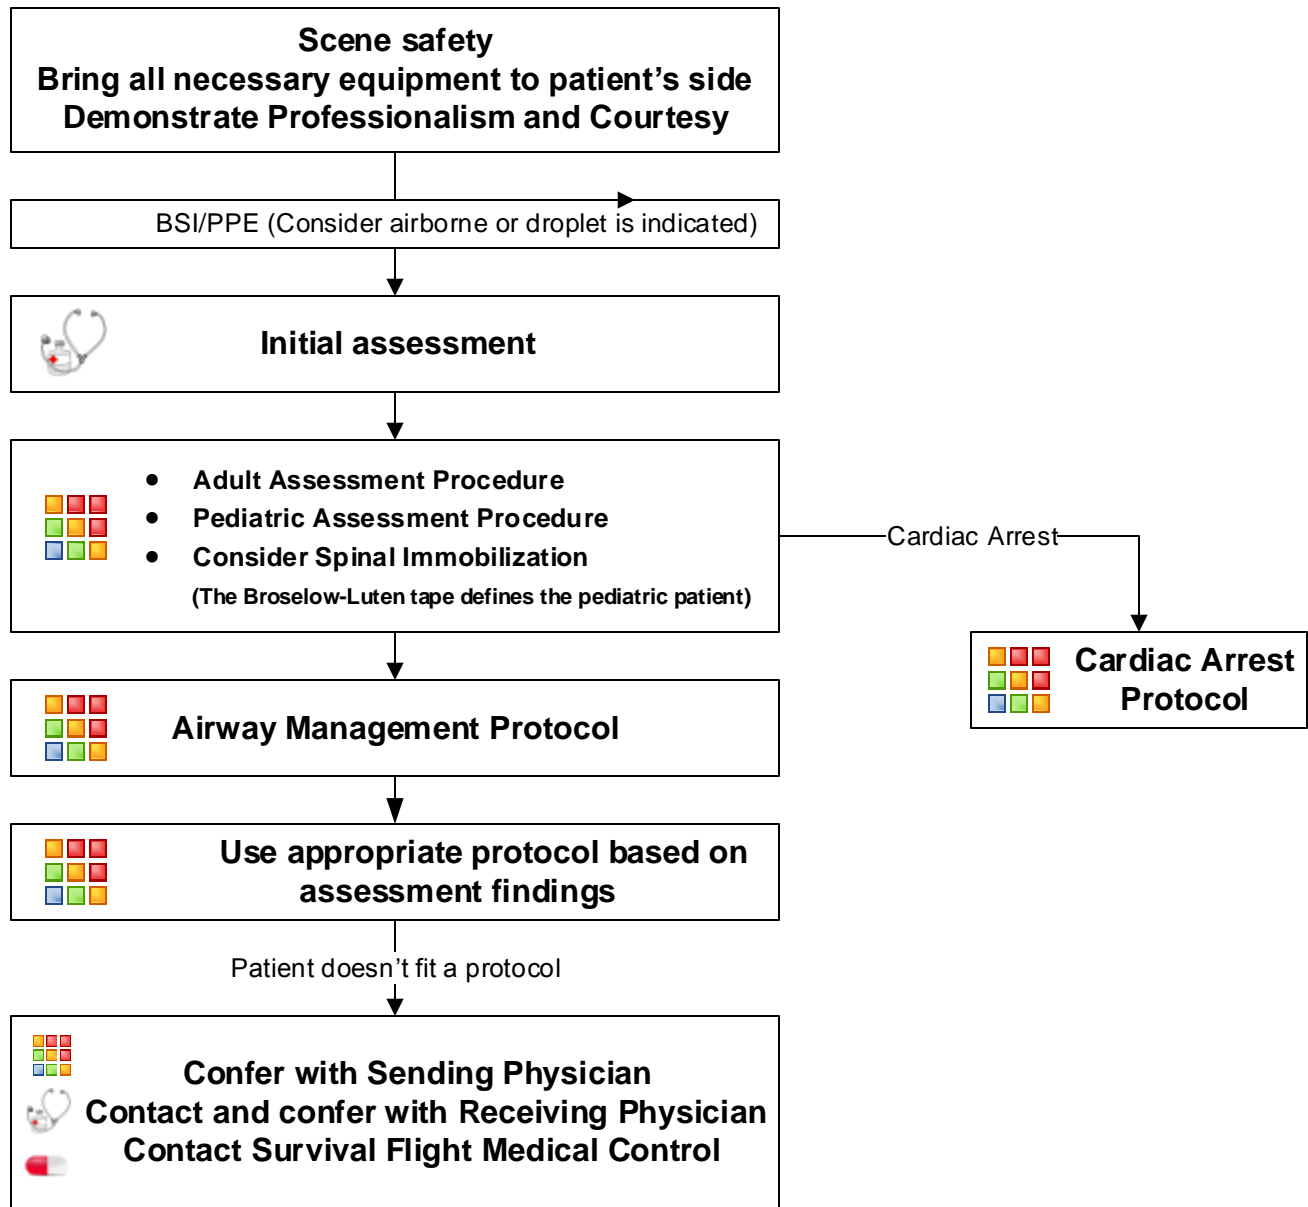 Scene safety
Bring all necessary equipment to patient’s side
Demonstrate Professionalism and Courtesy
BSI/PPE (Consider airborne or droplet is indicated)
Initial assessment
• Adult Assessment Procedure
• Pediatric Assessment Procedure
• Consider Spinal Immobilization
(The Broselow-Luten tape defines the pediatric patient)
Cardiac Arrest
Cardiac Arrest
Protocol
Airway Management Protocol
Use appropriate protocol based on
assessment findings
Patient doesn’t fit a protocol
Confer with Sending Physician
Contact and confer with Receiving Physician
Contact Survival Flight Medical Control